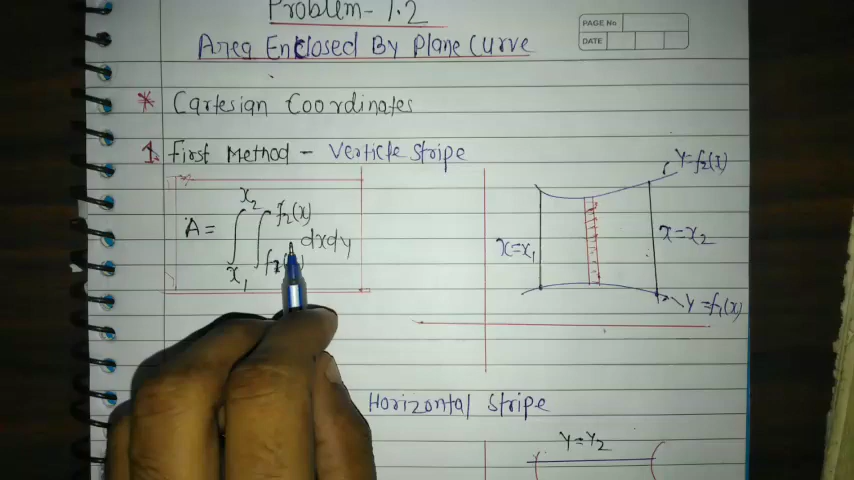 Problem- 1.2
PAGE No
DATE
Area Enclosed By Plane Curve
* Cartesian Coordinates
1. First Method - Verticle Stripe
A = ∫ x₁ x₂ ∫ f₂(x) dxdy
y=f₂(x)
x=x₁
x=x₂
y=f₁(x)
Horizontal Stripe
y=y₂